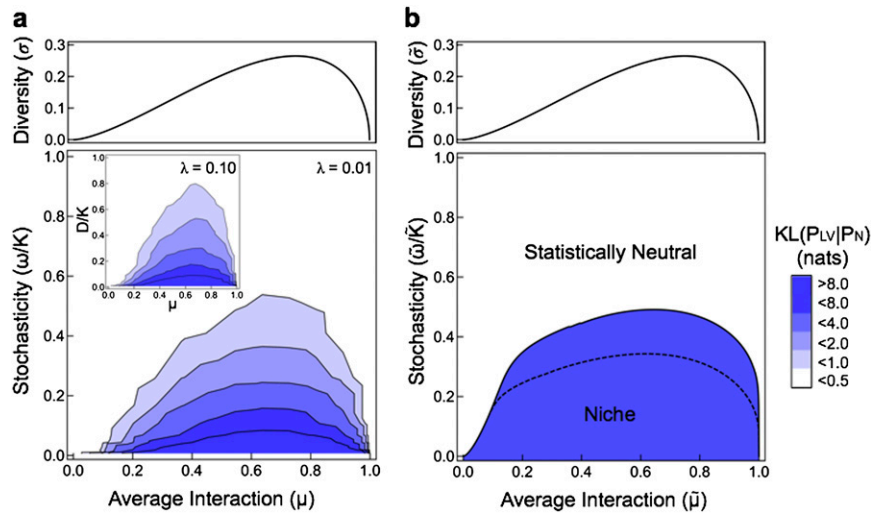 a
b
Diversity (σ)
0.3
0.2
0.1
0.0
Diversity (σ̃)
0.3
0.2
0.1
0.0
Stochasticity (ω/K)
1.0
0.8
0.6
0.4
0.2
0.0
λ = 0.10
λ = 0.01
D/K
1.0
0.8
0.6
0.4
0.2
0.0
0.0 0.2 0.4 0.6 0.8 1.0
μ
0.0 0.2 0.4 0.6 0.8 1.0
Average Interaction (μ)
Stochasticity (ω̃/K̃)
1.0
0.8
0.6
0.4
0.2
0.0
Statistically Neutral
Niche
0.0 0.2 0.4 0.6 0.8 1.0
Average Interaction (μ̃)
KL(PLV|PN)
(nats)
>8.0
<8.0
<4.0
<2.0
<1.0
<0.5